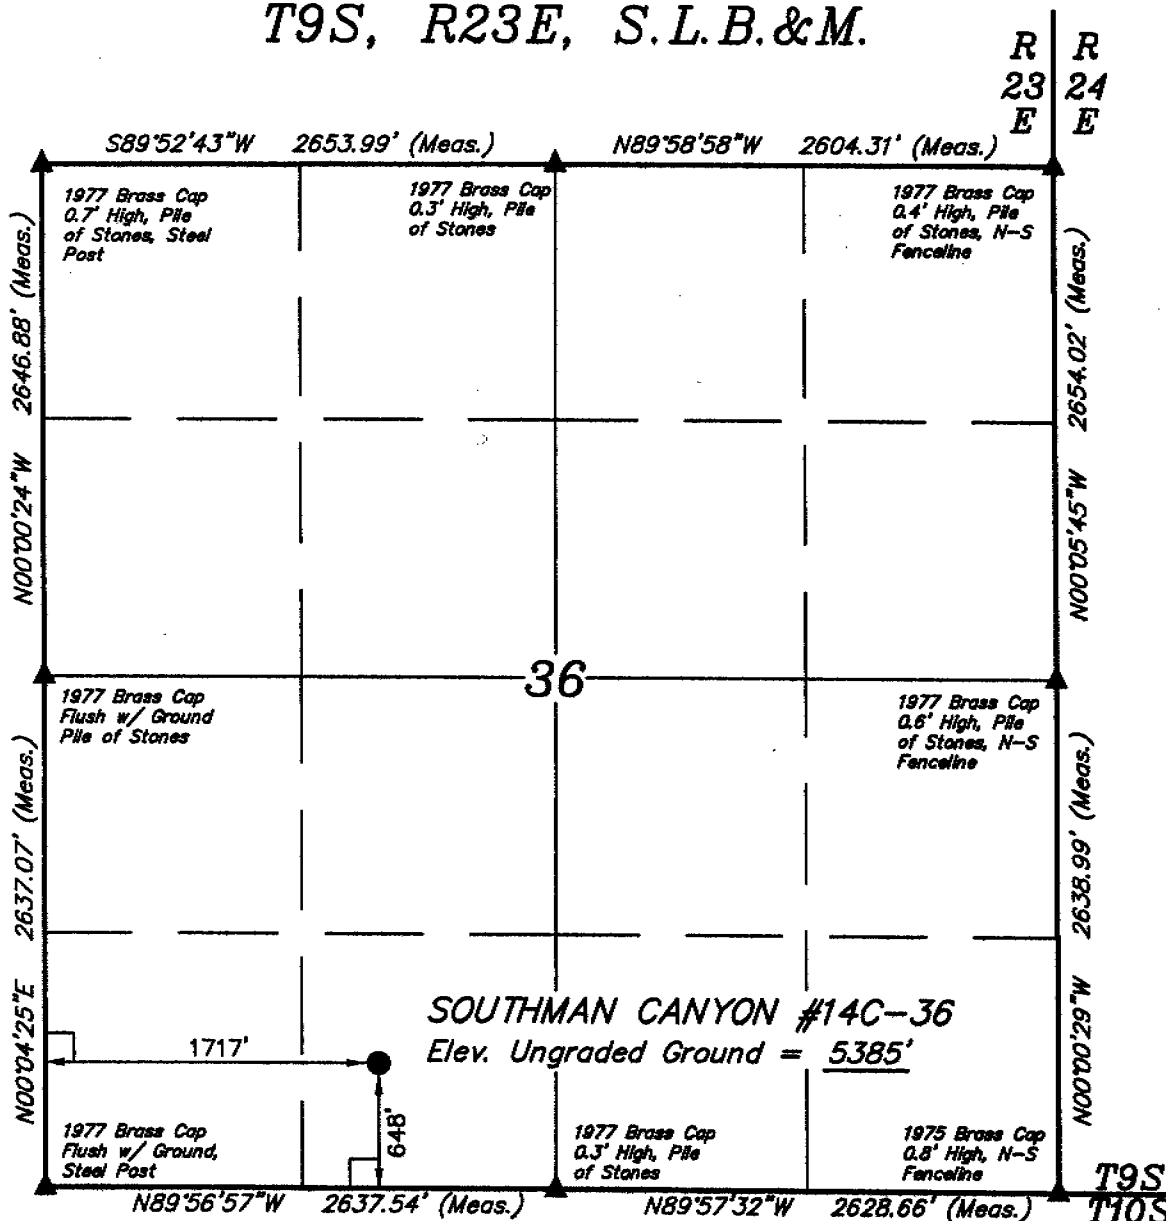 T9S, R23E, S.L.B.&M.
R R
23 24
E E
S89°52'43"W 2653.99' (Meas.)
N89°58'58"W 2604.31' (Meas.)
1977 Brass Cap
0.7' High, Pile
of Stones, Steel
Post
1977 Brass Cap
0.3' High, Pile
of Stones
1977 Brass Cap
0.4' High, Pile
of Stones, N-S
Fenceline
N00°00'24"W 2646.88' (Meas.)
N00°05'45"W 2654.02' (Meas.)
36
1977 Brass Cap
Flush w/ Ground
Pile of Stones
1977 Brass Cap
0.6' High, Pile
of Stones, N-S
Fenceline
N00°04'25"E 2637.07' (Meas.)
N00°00'29"W 2638.99' (Meas.)
SOUTHMAN CANYON #14C-36
Elev. Ungraded Ground = 5385'
1717'
648'
1977 Brass Cap
Flush w/ Ground,
Steel Post
1977 Brass Cap
0.3' High, Pile
of Stones
1975 Brass Cap
0.8' High, N-S
Fenceline
N89°56'57"W 2637.54' (Meas.)
N89°57'32"W 2628.66' (Meas.)
T9S
T10S